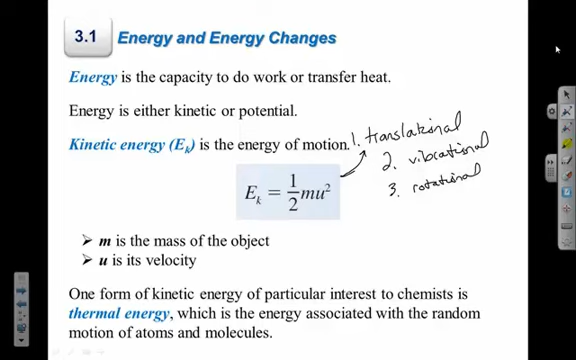 3.1 Energy and Energy Changes
Energy is the capacity to do work or transfer heat.
Energy is either kinetic or potential.
Kinetic energy (Eₖ) is the energy of motion.
1. translational
2. vibrational
3. rotational
Eₖ = 1/2 mu²
➢ m is the mass of the object
➢ u is its velocity
One form of kinetic energy of particular interest to chemists is
thermal energy, which is the energy associated with the random
motion of atoms and molecules.